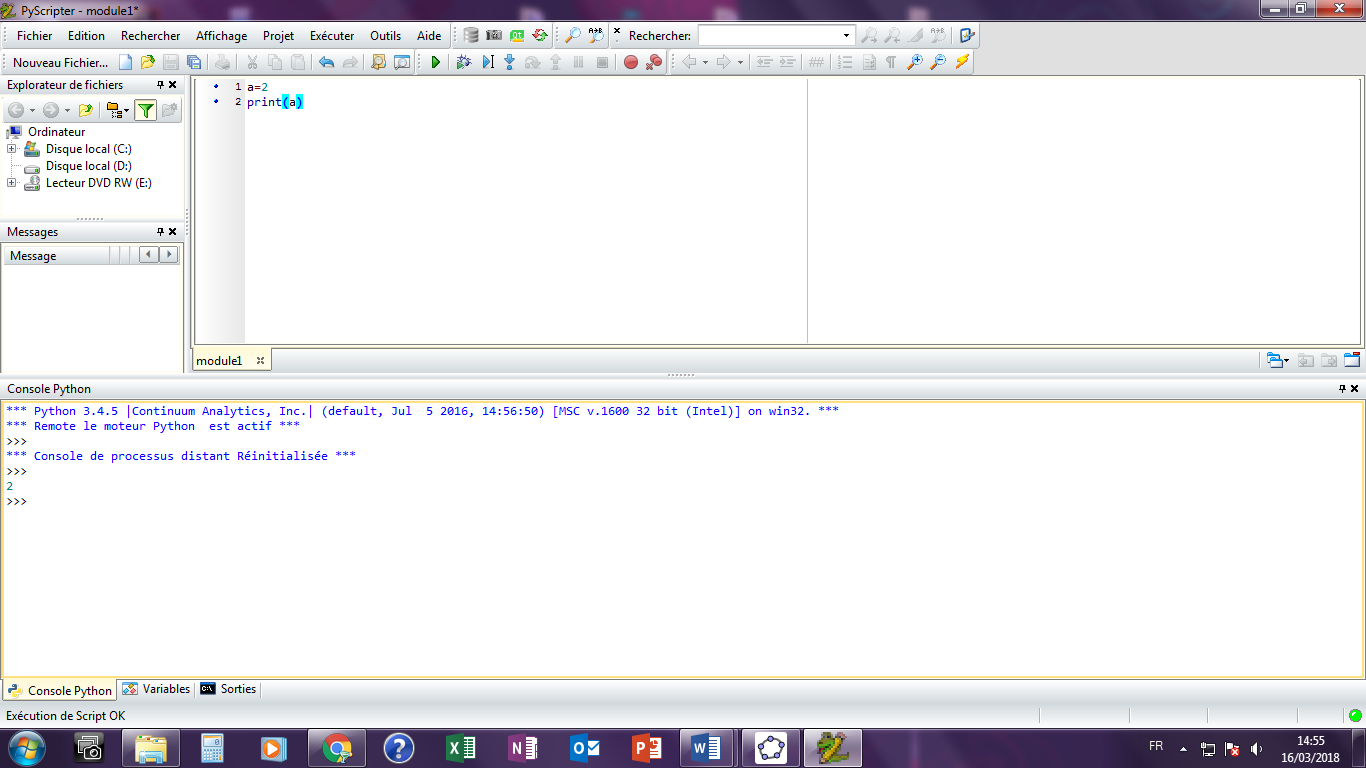 PyScripter - module1*
Fichier Edition Rechercher Affichage Projet Exécuter Outils Aide Rechercher:
Nouveau Fichier...
Explorateur de fichiers
Ordinateur
Disque local (C:)
Disque local (D:)
Lecteur DVD RW (E:)
Messages
Message
1 a=2
2 print(a)
module1
Console Python
*** Python 3.4.5 |Continuum Analytics, Inc.| (default, Jul  5 2016, 14:56:50) [MSC v.1600 32 bit (Intel)] on win32. ***
*** Remote le moteur Python  est actif ***
>>>
*** Console de processus distant Réinitialisée ***
>>>
2
>>>
Console Python Variables Sorties
Exécution de Script OK
FR 14:55
16/03/2018